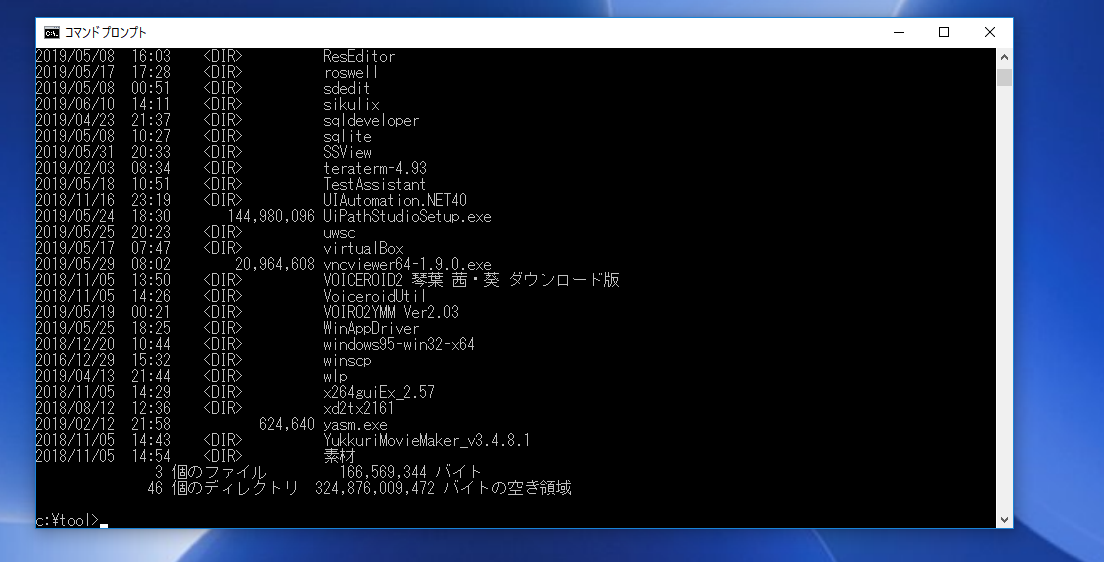 コマンド プロンプト
2019/05/08  16:03    <DIR>          ResEditor
2019/05/17  17:28    <DIR>          roswell
2019/05/08  00:51    <DIR>          sdedit
2019/06/10  14:11    <DIR>          sikulix
2019/04/23  21:37    <DIR>          sqldeveloper
2019/05/08  10:27    <DIR>          sqlite
2019/05/31  20:33    <DIR>          SSView
2019/02/03  08:34    <DIR>          teraterm-4.93
2019/05/18  10:51    <DIR>          TestAssistant
2018/11/16  23:19    <DIR>          UIAutomation.NET40
2019/05/24  18:30       144,980,096 UiPathStudioSetup.exe
2019/05/25  20:23    <DIR>          uwsc
2019/05/17  07:47    <DIR>          virtualBox
2019/05/29  08:02        20,964,608 vncviewer64-1.9.0.exe
2018/11/05  13:50    <DIR>          VOICEROID2 琴葉 茜・葵 ダウンロード版
2018/11/05  14:26    <DIR>          VoiceroidUtil
2019/05/19  00:21    <DIR>          VOIRO2YMM Ver2.03
2019/05/25  18:25    <DIR>          WinAppDriver
2018/12/20  10:44    <DIR>          windows95-win32-x64
2016/12/29  15:32    <DIR>          winscp
2019/04/13  21:44    <DIR>          wlp
2018/11/05  14:29    <DIR>          x264guiEx_2.57
2018/08/12  12:36    <DIR>          xd2tx2161
2019/02/12  21:58           624,640 yasm.exe
2018/11/05  14:43    <DIR>          YukkuriMovieMaker_v3.4.8.1
2018/11/05  14:54    <DIR>          素材
3 個のファイル         166,569,344 バイト
46 個のディレクトリ  324,876,009,472 バイトの空き領域
c:\tool>